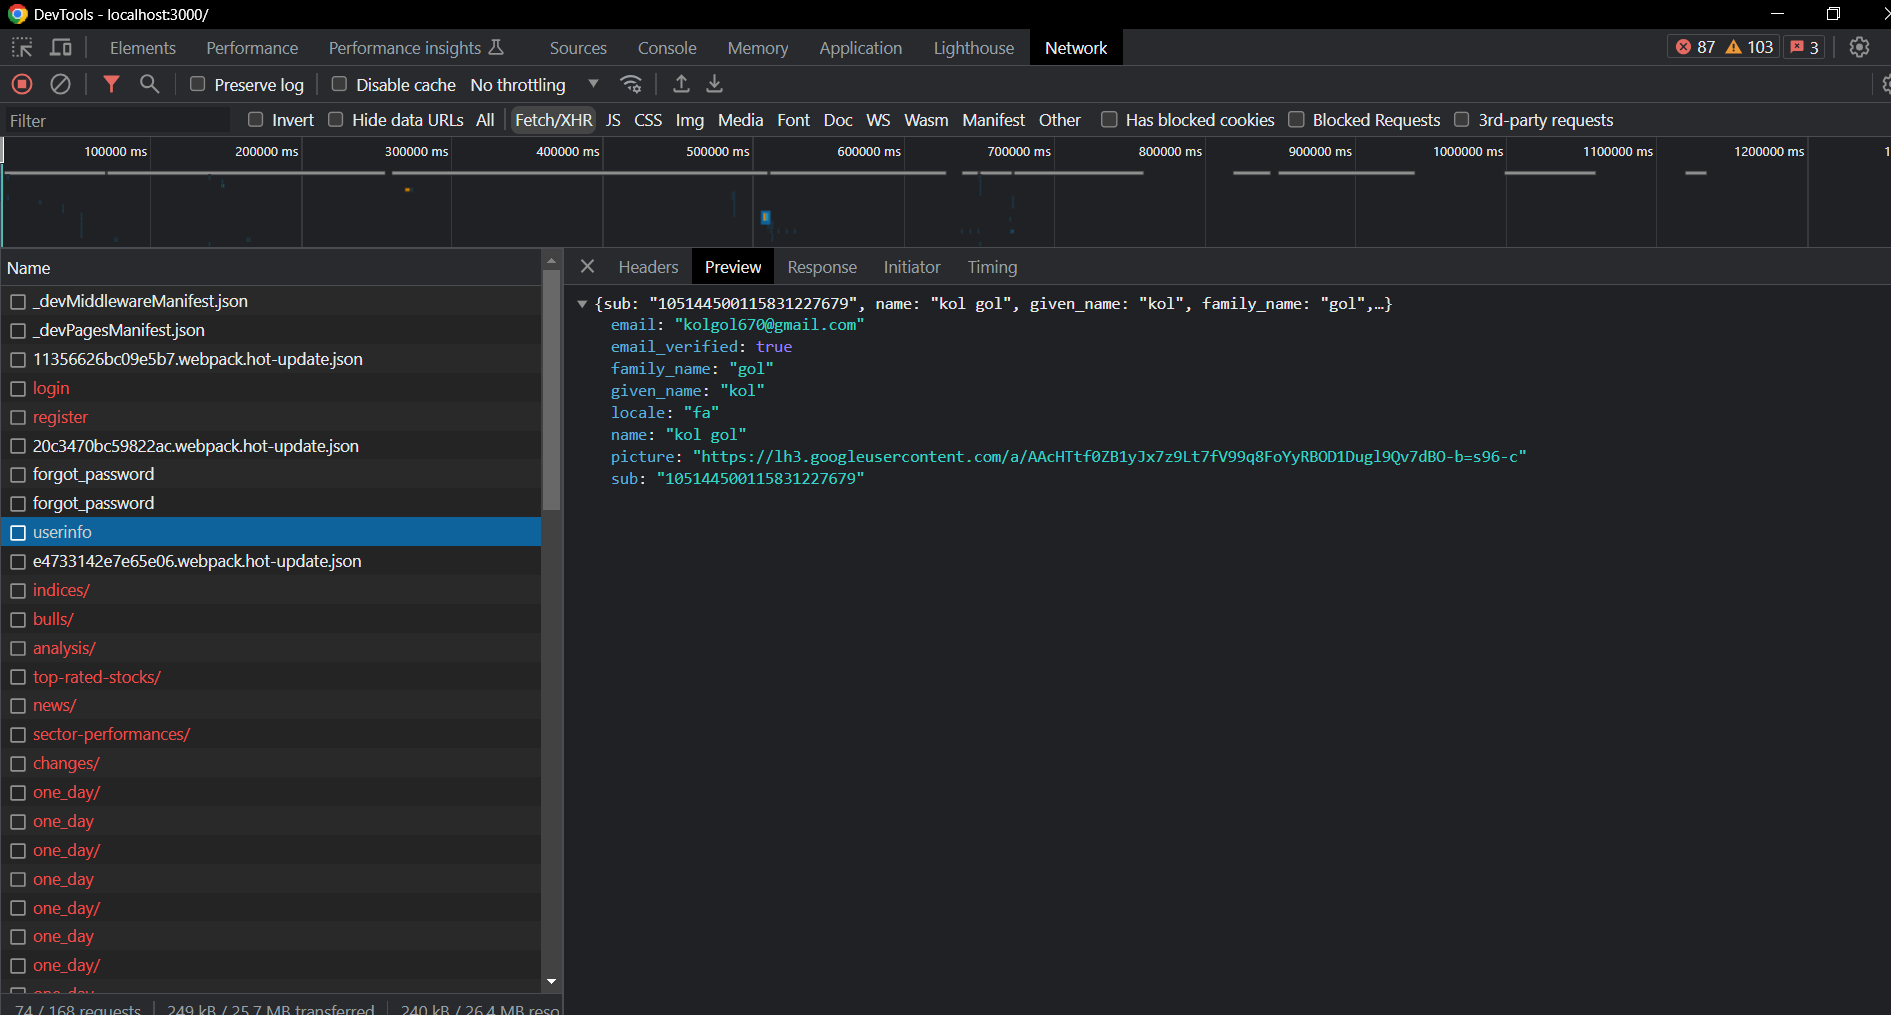 DevTools - localhost:3000/
Elements Performance Performance insights Sources Console Memory Application Lighthouse Network 87 103 3
Preserve log Disable cache No throttling
Filter Invert Hide data URLs All Fetch/XHR JS CSS Img Media Font Doc WS Wasm Manifest Other Has blocked cookies Blocked Requests 3rd-party requests
100000 ms 200000 ms 300000 ms 400000 ms 500000 ms 600000 ms 700000 ms 800000 ms 900000 ms 1000000 ms 1100000 ms 1200000 ms
Name
_devMiddlewareManifest.json
_devPagesManifest.json
11356626bc09e5b7.webpack.hot-update.json
login
register
20c3470bc59822ac.webpack.hot-update.json
forgot_password
forgot_password
userinfo
e4733142e7e65e06.webpack.hot-update.json
indices/
bulls/
analysis/
top-rated-stocks/
news/
sector-performances/
changes/
one_day/
one_day
one_day/
one_day
one_day/
one_day
one_day/
one_day
74 / 168 requests 249 kB / 25.7 MB transferred 240 kB / 26.4 MB reso
Headers Preview Response Initiator Timing
{sub: "105144500115831227679", name: "kol gol", given_name: "kol", family_name: "gol",…}
email: "kolgol670@gmail.com"
email_verified: true
family_name: "gol"
given_name: "kol"
locale: "fa"
name: "kol gol"
picture: "https://lh3.googleusercontent.com/a/AAcHTtf0ZB1yJx7z9Lt7fV99q8FoYyRBOD1Dugl9Qv7dBO-b=s96-c"
sub: "105144500115831227679"